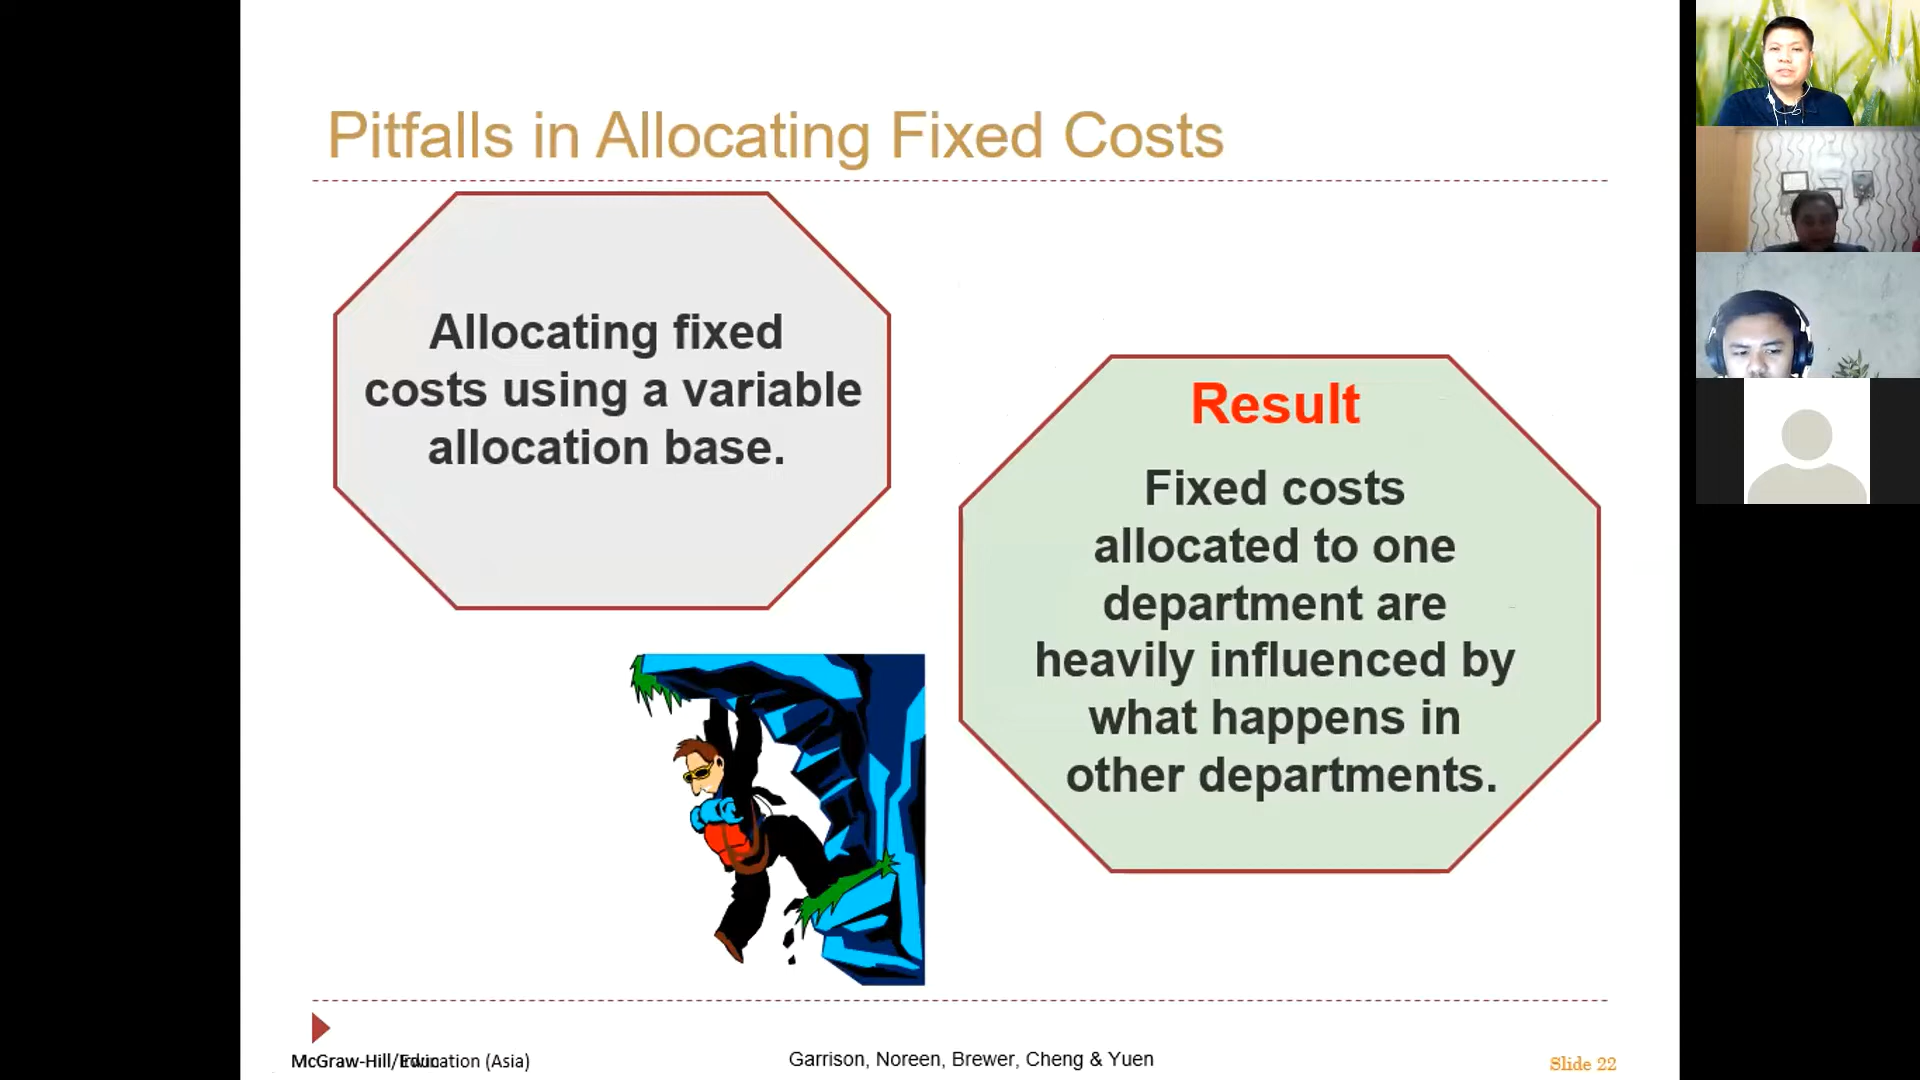 Pitfalls in Allocating Fixed Costs
Allocating fixed
costs using a variable
allocation base.
Result
Fixed costs
allocated to one
department are
heavily influenced by
what happens in
other departments.
McGraw-Hill/Education (Asia)
Garrison, Noreen, Brewer, Cheng & Yuen
Slide 22